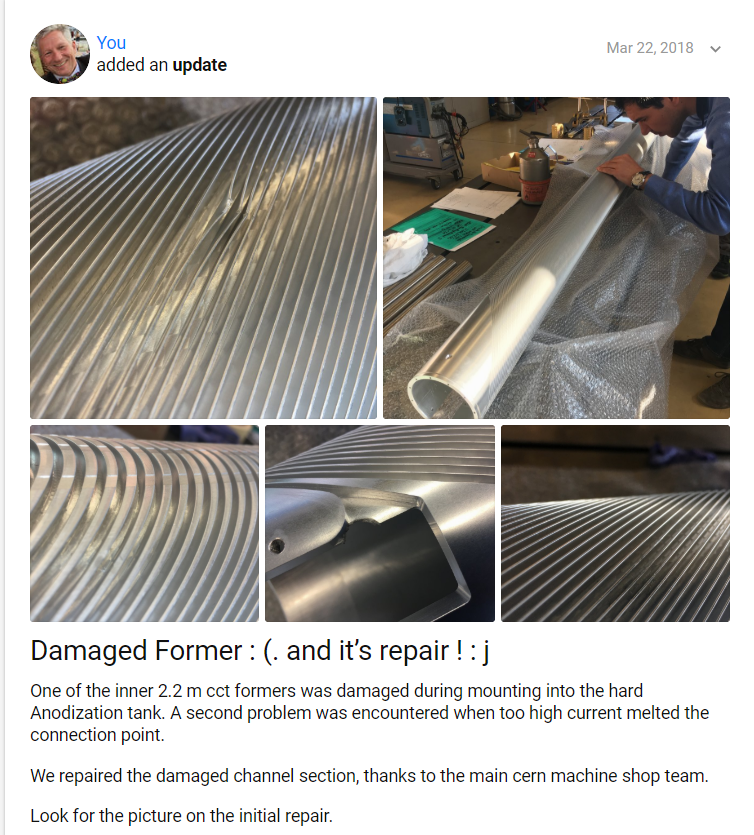 You
added an update
Mar 22, 2018
Damaged Former : (. and it’s repair ! : j
One of the inner 2.2 m cct formers was damaged during mounting into the hard
Anodization tank. A second problem was encountered when too high current melted the
connection point.
We repaired the damaged channel section, thanks to the main cern machine shop team.
Look for the picture on the initial repair.